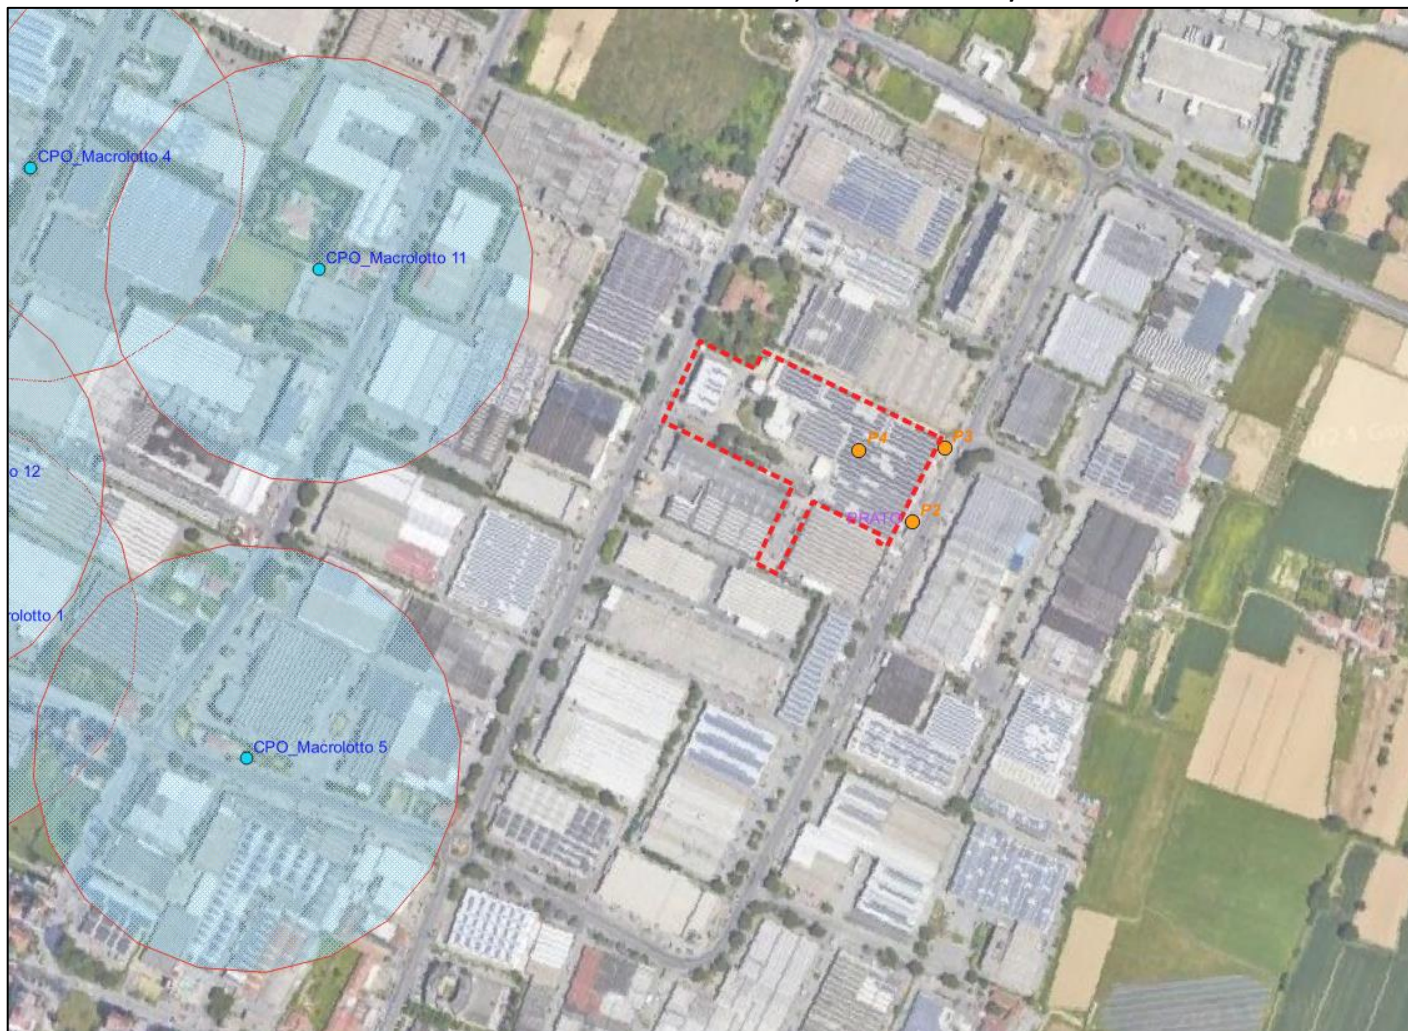 CPO_Macrolotto 4
CPO_Macrolotto 11
P4
P3
o 12
PRATO
P2
rolotto 1
CPO_Macrolotto 5